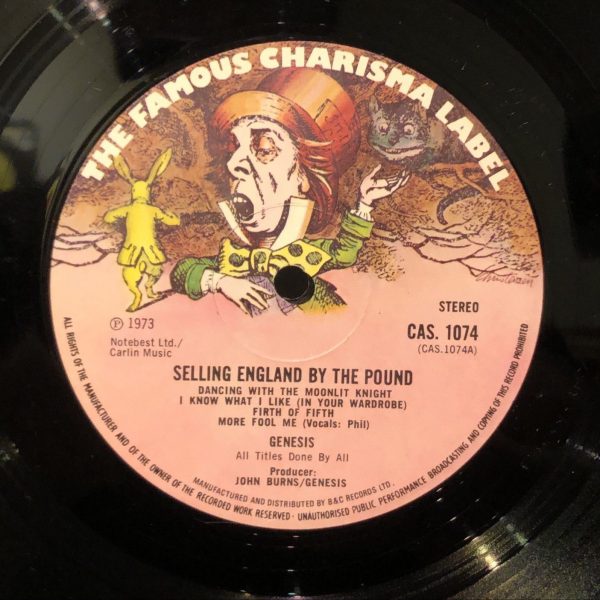 THE FAMOUS CHARISMA LABEL
STEREO
℗ 1973
CAS. 1074
Notebest Ltd./
(CAS.1074A)
Carlin Music
SELLING ENGLAND BY THE POUND
DANCING WITH THE MOONLIT KNIGHT
I KNOW WHAT I LIKE (IN YOUR WARDROBE)
FIRTH OF FIFTH
MORE FOOL ME (Vocals: Phil)
GENESIS
All Titles Done By All
Producer:
JOHN BURNS/GENESIS
MANUFACTURED AND DISTRIBUTED BY B&C RECORDS LTD.
ALL RIGHTS OF THE MANUFACTURER AND OF THE OWNER OF THE RECORDED WORK RESERVED · UNAUTHORISED PUBLIC PERFORMANCE BROADCASTING AND COPYING OF THIS RECORD PROHIBITED